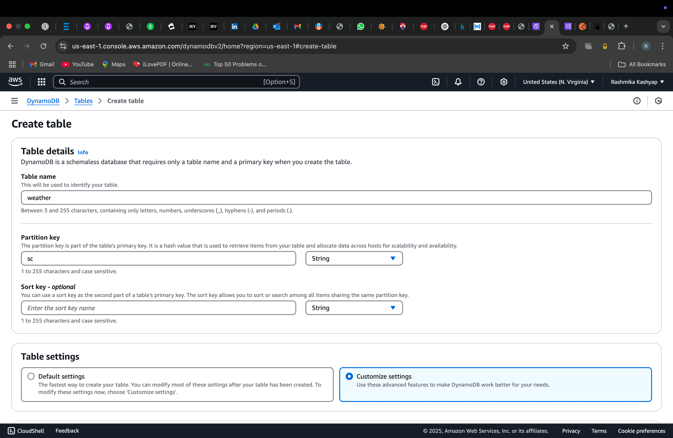 us-east-1.console.aws.amazon.com/dynamodbv2/home?region=us-east-1#create-table
Gmail YouTube Maps iLovePDF | Online... Top 50 Problems o... All Bookmarks
aws Search [Option+S] United States (N. Virginia) Rashmika Kashyap
DynamoDB Tables Create table
Create table
Table details Info
DynamoDB is a schemaless database that requires only a table name and a primary key when you create the table.
Table name
This will be used to identify your table.
weather
Between 3 and 255 characters, containing only letters, numbers, underscores (_), hyphens (-), and periods (.).
Partition key
The partition key is part of the table's primary key. It is a hash value that is used to retrieve items from your table and allocate data across hosts for scalability and availability.
sc String
1 to 255 characters and case sensitive.
Sort key - optional
You can use a sort key as the second part of a table's primary key. The sort key allows you to sort or search among all items sharing the same partition key.
Enter the sort key name String
1 to 255 characters and case sensitive.
Table settings
Default settings
The fastest way to create your table. You can modify most of these settings after your table has been created. To
modify these settings now, choose 'Customize settings'.
Customize settings
Use these advanced features to make DynamoDB work better for your needs.
CloudShell Feedback © 2025, Amazon Web Services, Inc. or its affiliates. Privacy Terms Cookie preferences